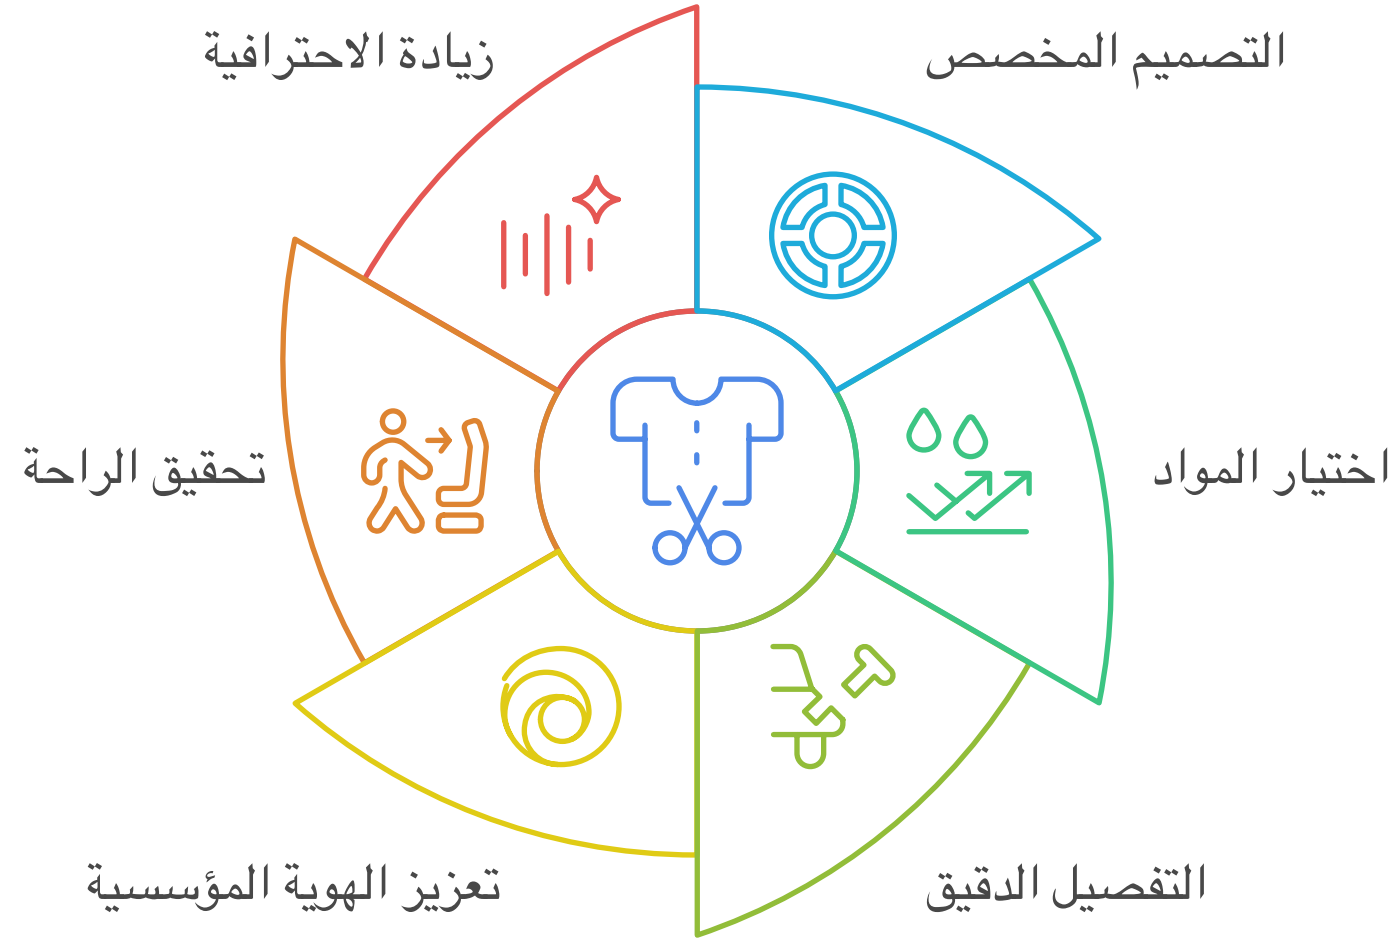 التصميم المخصص
اختيار المواد
التفصيل الدقيق
تعزيز الهوية المؤسسية
تحقيق الراحة
زيادة الاحترافية